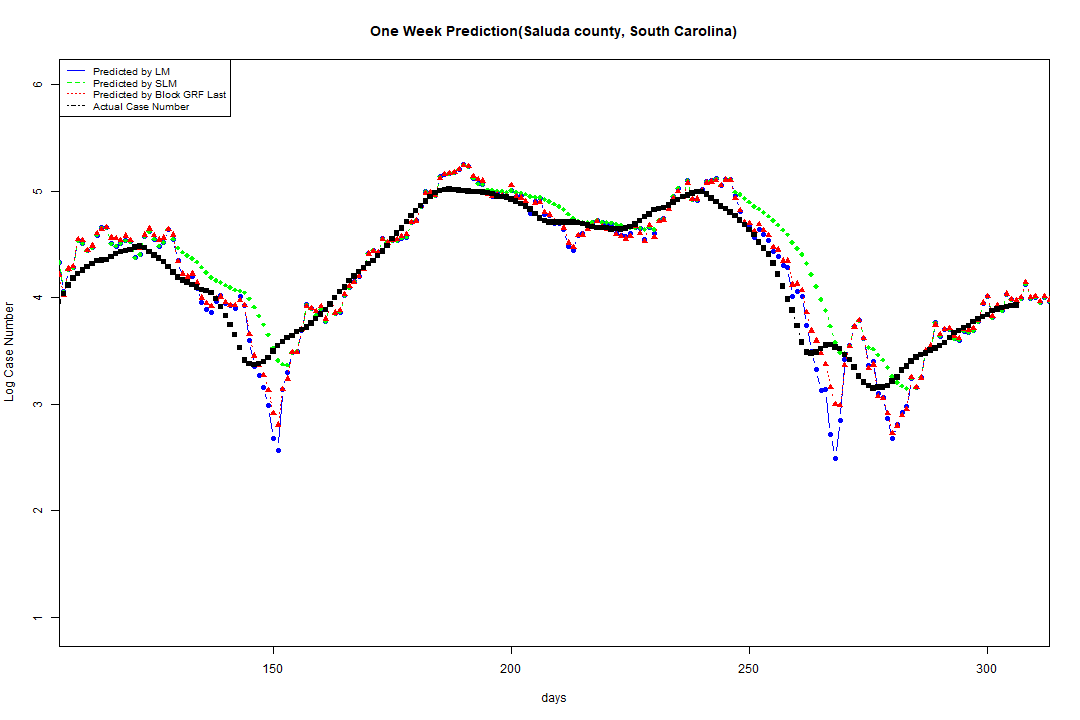 One Week Prediction(Saluda county, South Carolina)
Predicted by LM
Predicted by SLM
Predicted by Block GRF Last
Actual Case Number
6
5
4
3
2
1
Log Case Number
150 200 250 300
days